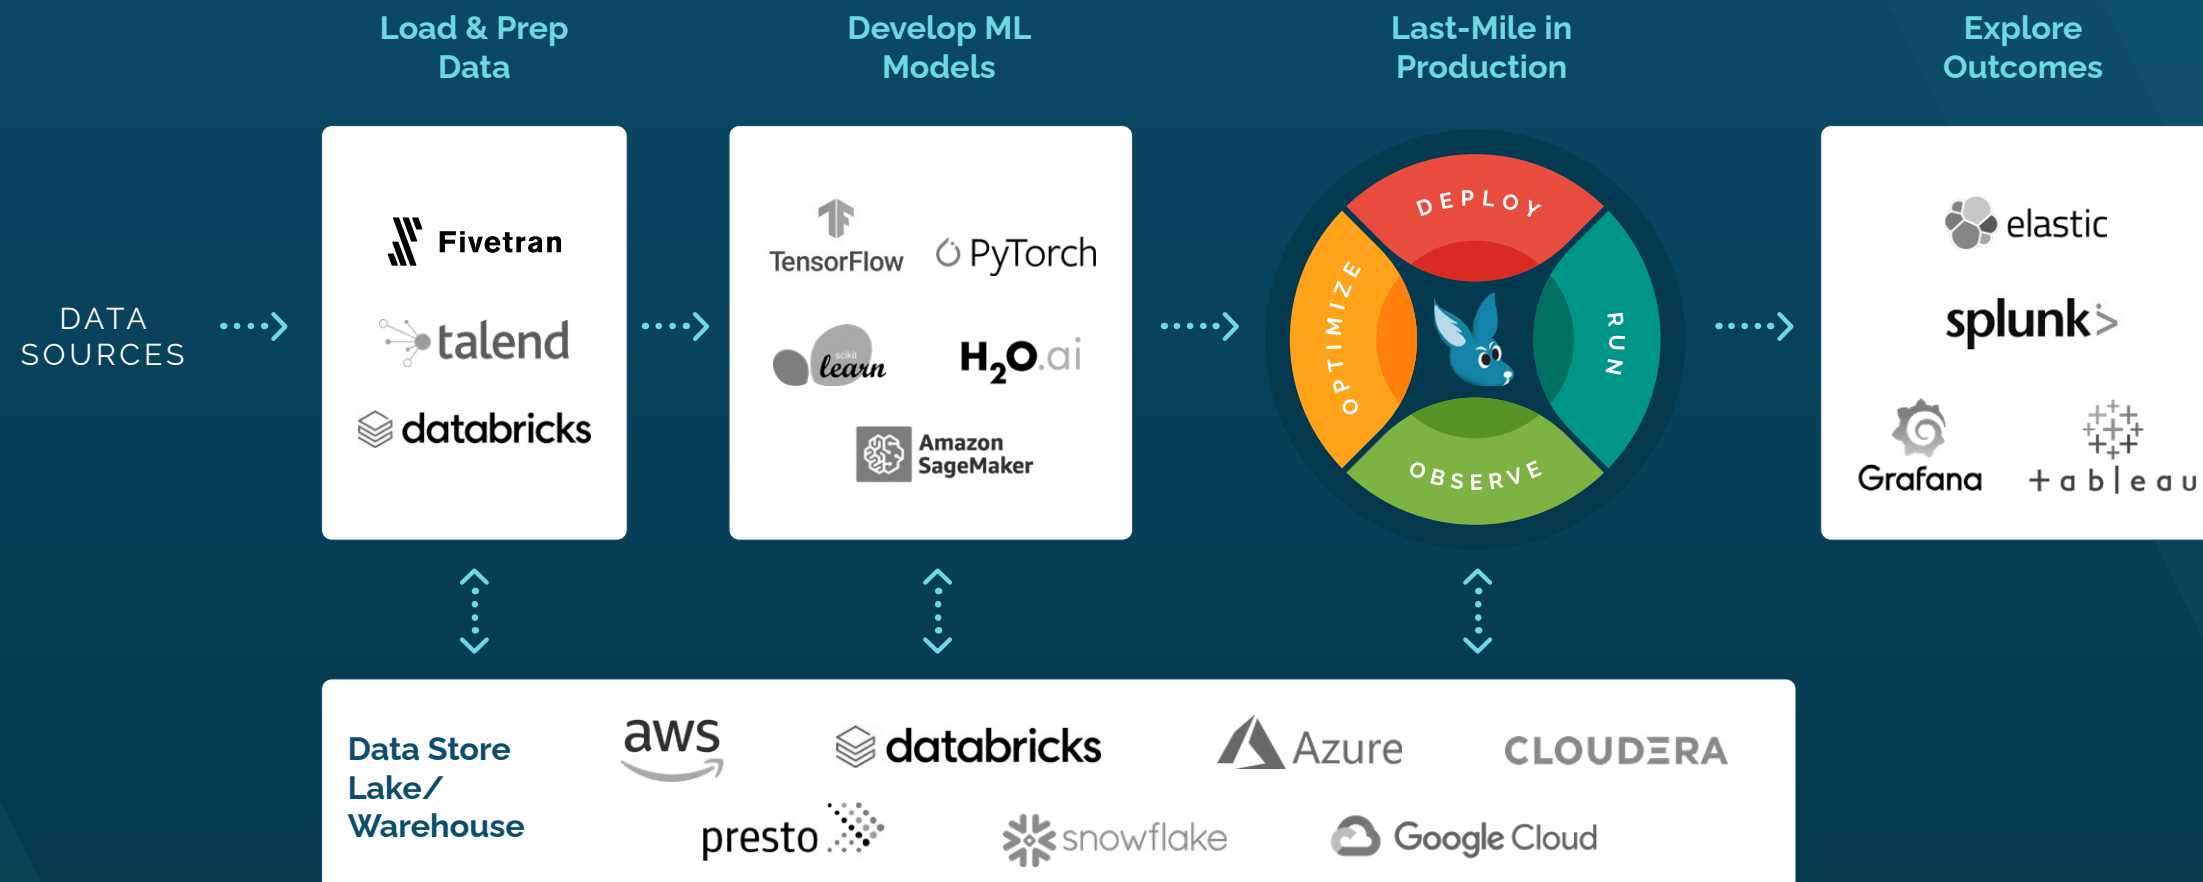 Load & Prep
Data
Develop ML
Models
Last-Mile in
Production
Explore
Outcomes
DATA
SOURCES
Fivetran
talend
databricks
TensorFlow
PyTorch
scikit
learn
H2O.ai
Amazon
SageMaker
DEPLOY
RUN
OBSERVE
OPTIMIZE
elastic
splunk>
Grafana
+ableau
Data Store
Lake/
Warehouse
aws
databricks
Azure
CLOUDERA
presto
snowflake
Google Cloud